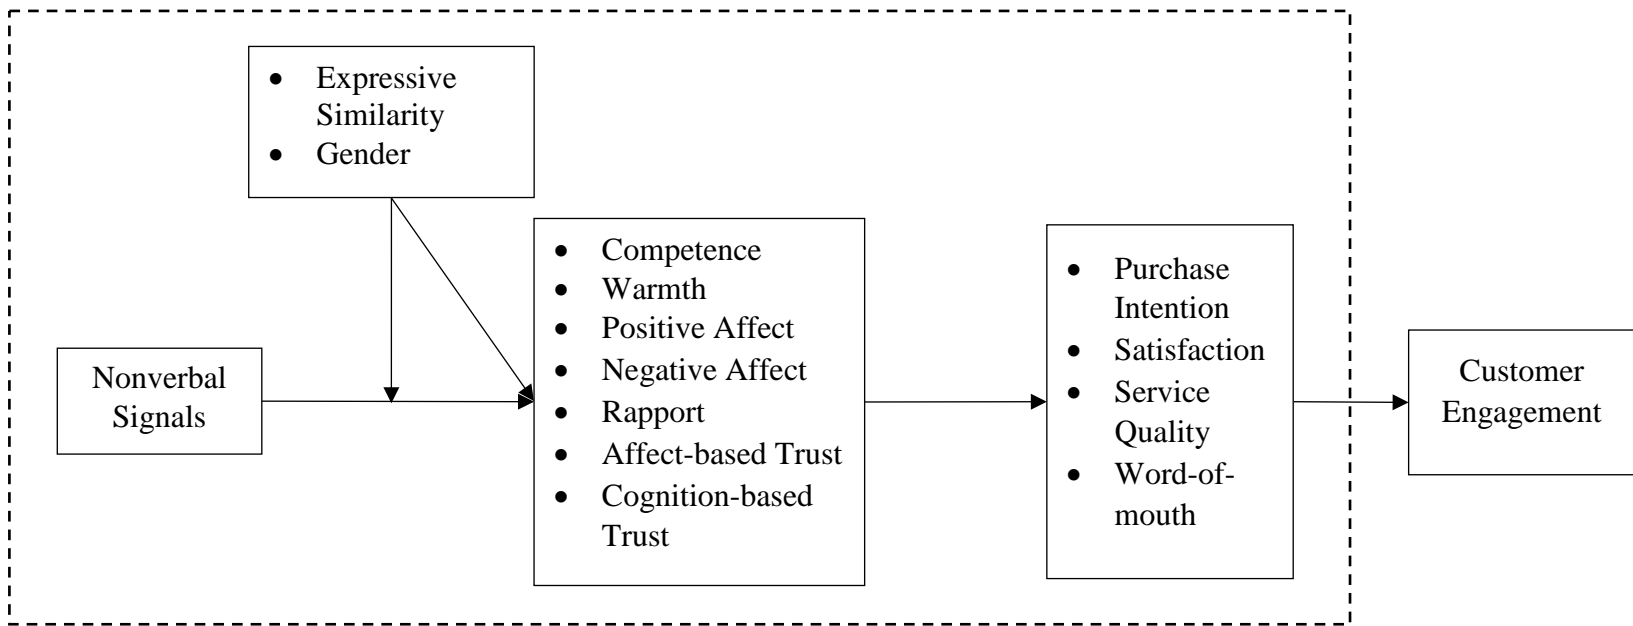 • Expressive
Similarity
• Gender
Nonverbal
Signals
• Competence
• Warmth
• Positive Affect
• Negative Affect
• Rapport
• Affect-based Trust
• Cognition-based
Trust
• Purchase
Intention
• Satisfaction
• Service
Quality
• Word-of-
mouth
Customer
Engagement